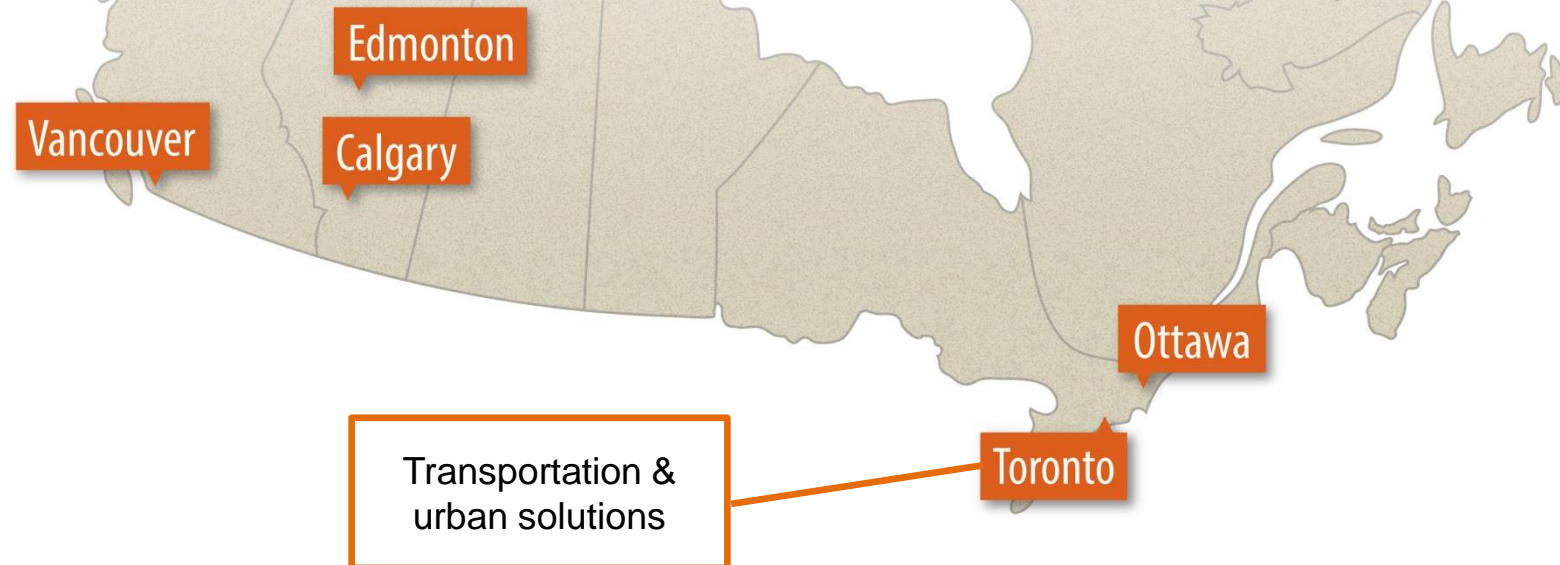 Edmonton
Vancouver
Calgary
Ottawa
Toronto
Transportation &
urban solutions